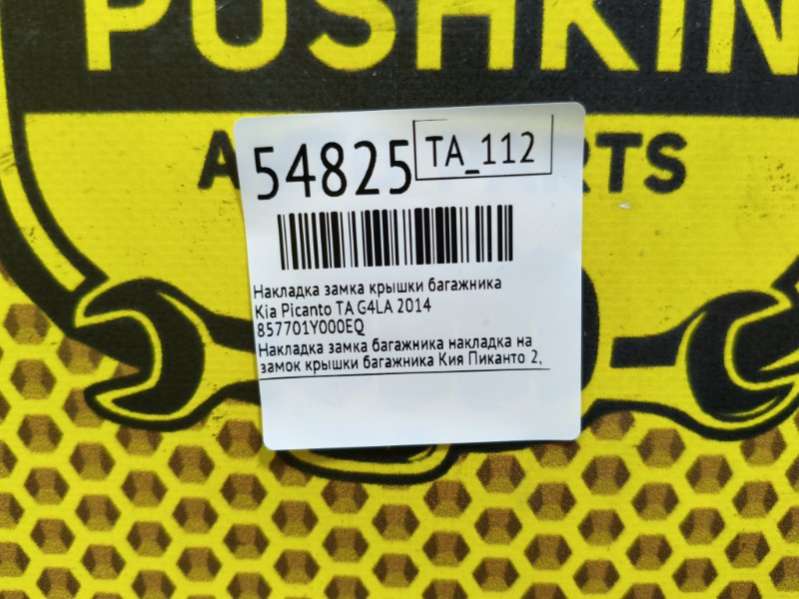 PUSHKIN
A RTS
54825
TA_112
Накладка замка крышки багажника
Kia Picanto TA G4LA 2014
857701Y000EQ
Накладка замка багажника накладка на
замок крышки багажника Кия Пиканто 2,